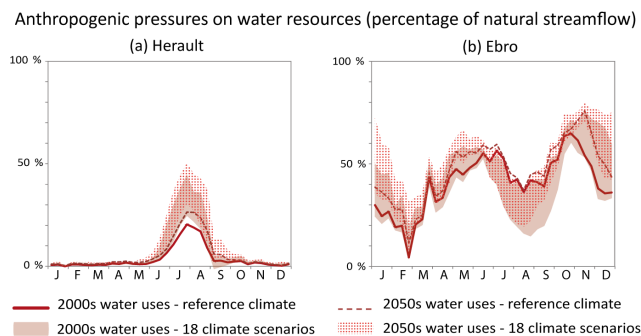 Anthropogenic pressures on water resources (percentage of natural streamflow)
(a) Herault
(b) Ebro
100 %
50 %
0 %
J F M A M J J A S O N D
100 %
50 %
0 %
J F M A M J J A S O N D
2000s water uses - reference climate
2050s water uses - reference climate
2000s water uses - 18 climate scenarios
2050s water uses - 18 climate scenarios